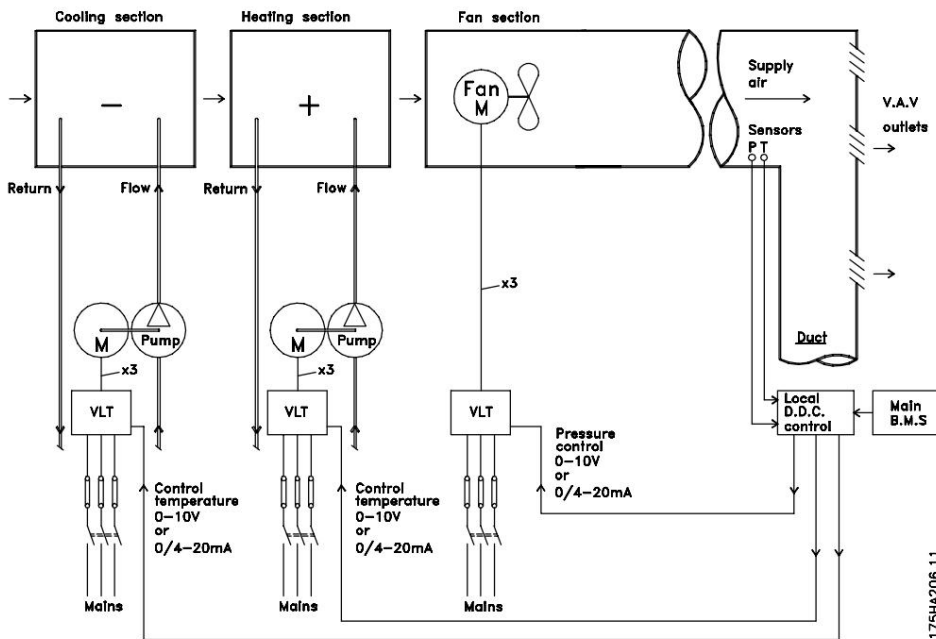 Cooling section
Heating section
Fan section
−
+
Fan
M
Supply
air
V.A.V
outlets
Sensors
P T
Return
Flow
Return
Flow
x3
M
Pump
M
Pump
Duct
x3
x3
VLT
VLT
VLT
Local
D.D.C.
control
Main
B.M.S
Pressure
control
0−10V
or
0/4−20mA
Control
temperature
0−10V
or
0/4−20mA
Control
temperature
0−10V
or
0/4−20mA
Mains
Mains
Mains
175HA206.11